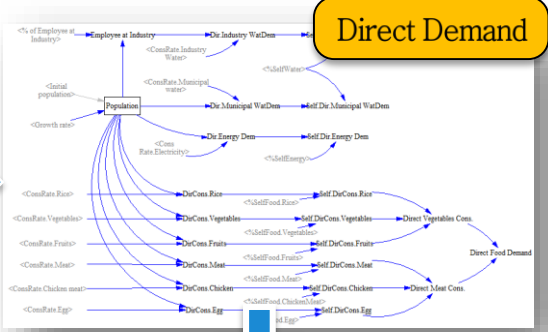 Direct Demand
<% of Employee at
Industry>
Employee at Industry
Dir.Industry WatDem
<ConsRate.Industry
Water>
<%SelfWater>
<Initial
population>
<ConsRate.Municipal
water>
Population
Dir.Municipal WatDem
Self.Dir.Municipal WatDem
<Growth rate>
Dir.Energy Dem
Self.Dir.Energy Dem
<Cons
Rate.Electricity>
<%SelfEnergy>
<ConsRate.Rice>
DirCons.Rice
Self.DirCons.Rice
<%SelfFood.Rice>
<ConsRate.Vegetables>
DirCons.Vegetables
Self.DirCons.Vegetables
Direct Vegetables Cons.
<%SelfFood.Vegetables>
<ConsRate.Fruits>
DirCons.Fruits
Self.DirCons.Fruits
<%SelfFood.Fruits>
Direct Food Demand
<ConsRate.Meat>
DirCons.Meat
Self.DirCons.Meat
<%SelfFood.Meat>
<ConsRate.Chicken meat>
DirCons.Chicken
Self.DirCons.Chicken
Direct Meat Cons.
<%SelfFood.ChickenMeat>
<ConsRate.Egg>
DirCons.Egg
Self.DirCons.Egg